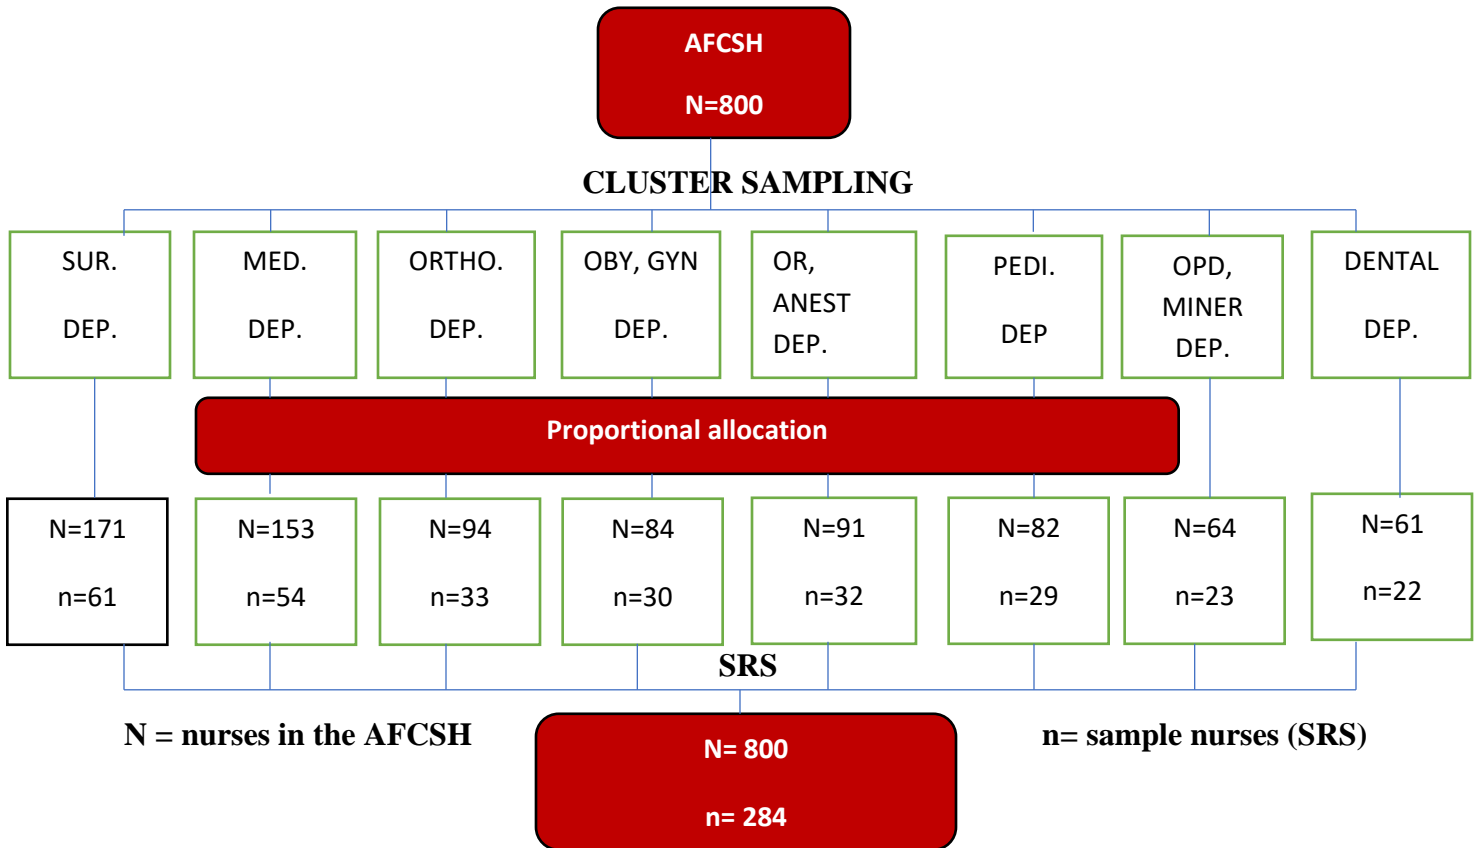 AFCSH
N=800
CLUSTER SAMPLING
SUR.
DEP.
MED.
DEP.
ORTHO.
DEP.
OBY, GYN
DEP.
OR,
ANEST
DEP.
PEDI.
DEP
OPD,
MINER
DEP.
DENTAL
DEP.
Proportional allocation
N=171
n=61
N=153
n=54
N=94
n=33
N=84
n=30
N=91
n=32
N=82
n=29
N=64
n=23
N=61
n=22
SRS
N = nurses in the AFCSH
n= sample nurses (SRS)
N= 800
n= 284